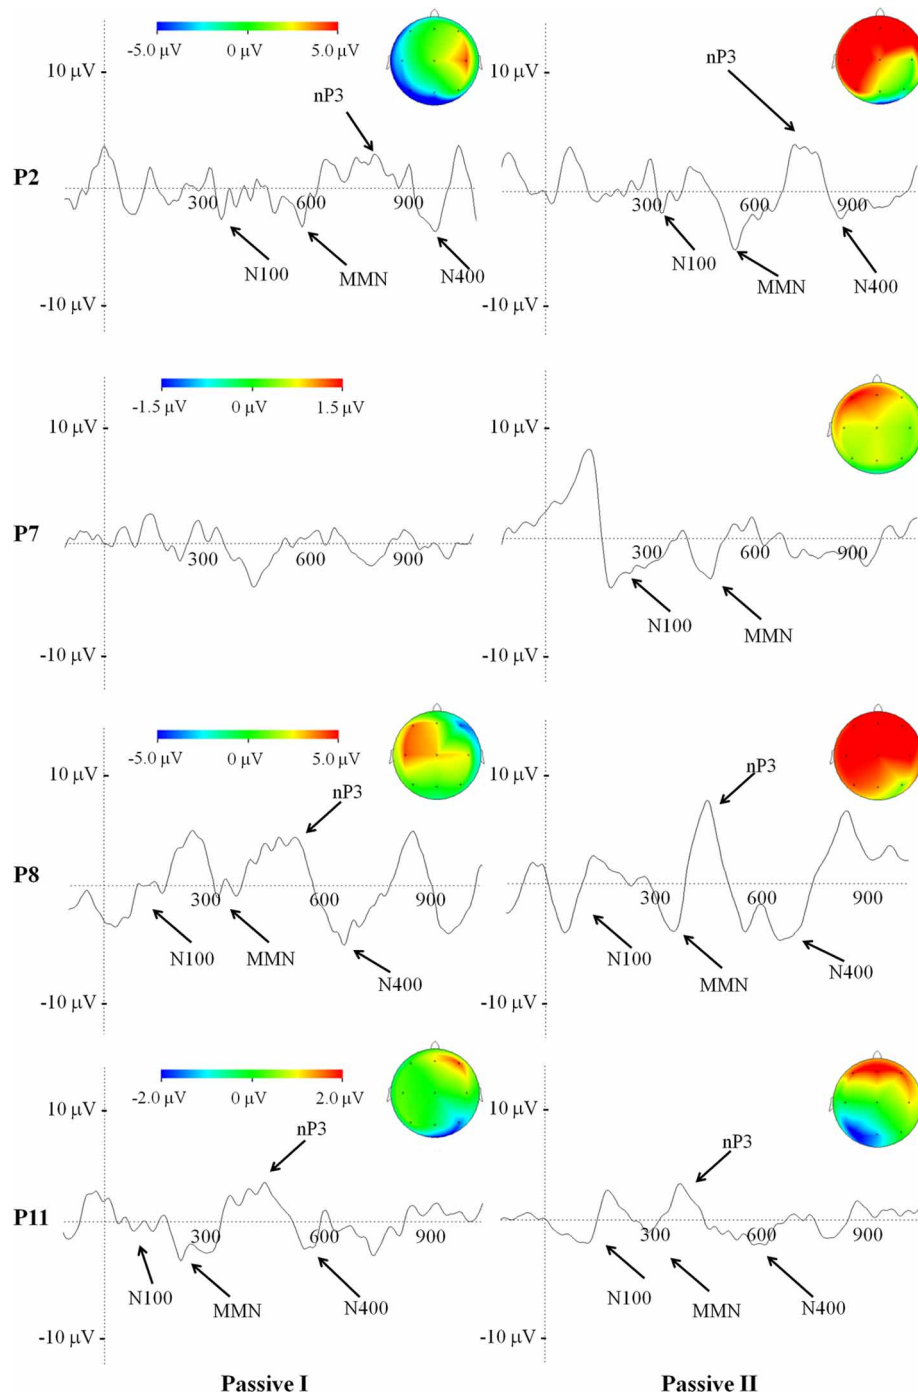 -5.0 µV 0 µV 5.0 µV
10 µV
10 µV
nP3
nP3
P2
300 600 900
300 600 900
N100 MMN N400
N100 MMN N400
-10 µV
-10 µV
-1.5 µV 0 µV 1.5 µV
10 µV
10 µV
P7
300 600 900
300 600 900
N100 MMN
-10 µV
-10 µV
-5.0 µV 0 µV 5.0 µV
10 µV
10 µV
nP3
nP3
P8
300 600 900
300 600 900
N100 MMN N400
N100 MMN N400
-10 µV
-10 µV
-2.0 µV 0 µV 2.0 µV
10 µV
10 µV
nP3
nP3
P11
300 600 900
300 600 900
N100 MMN N400
N100 MMN N400
-10 µV
-10 µV
Passive I
Passive II